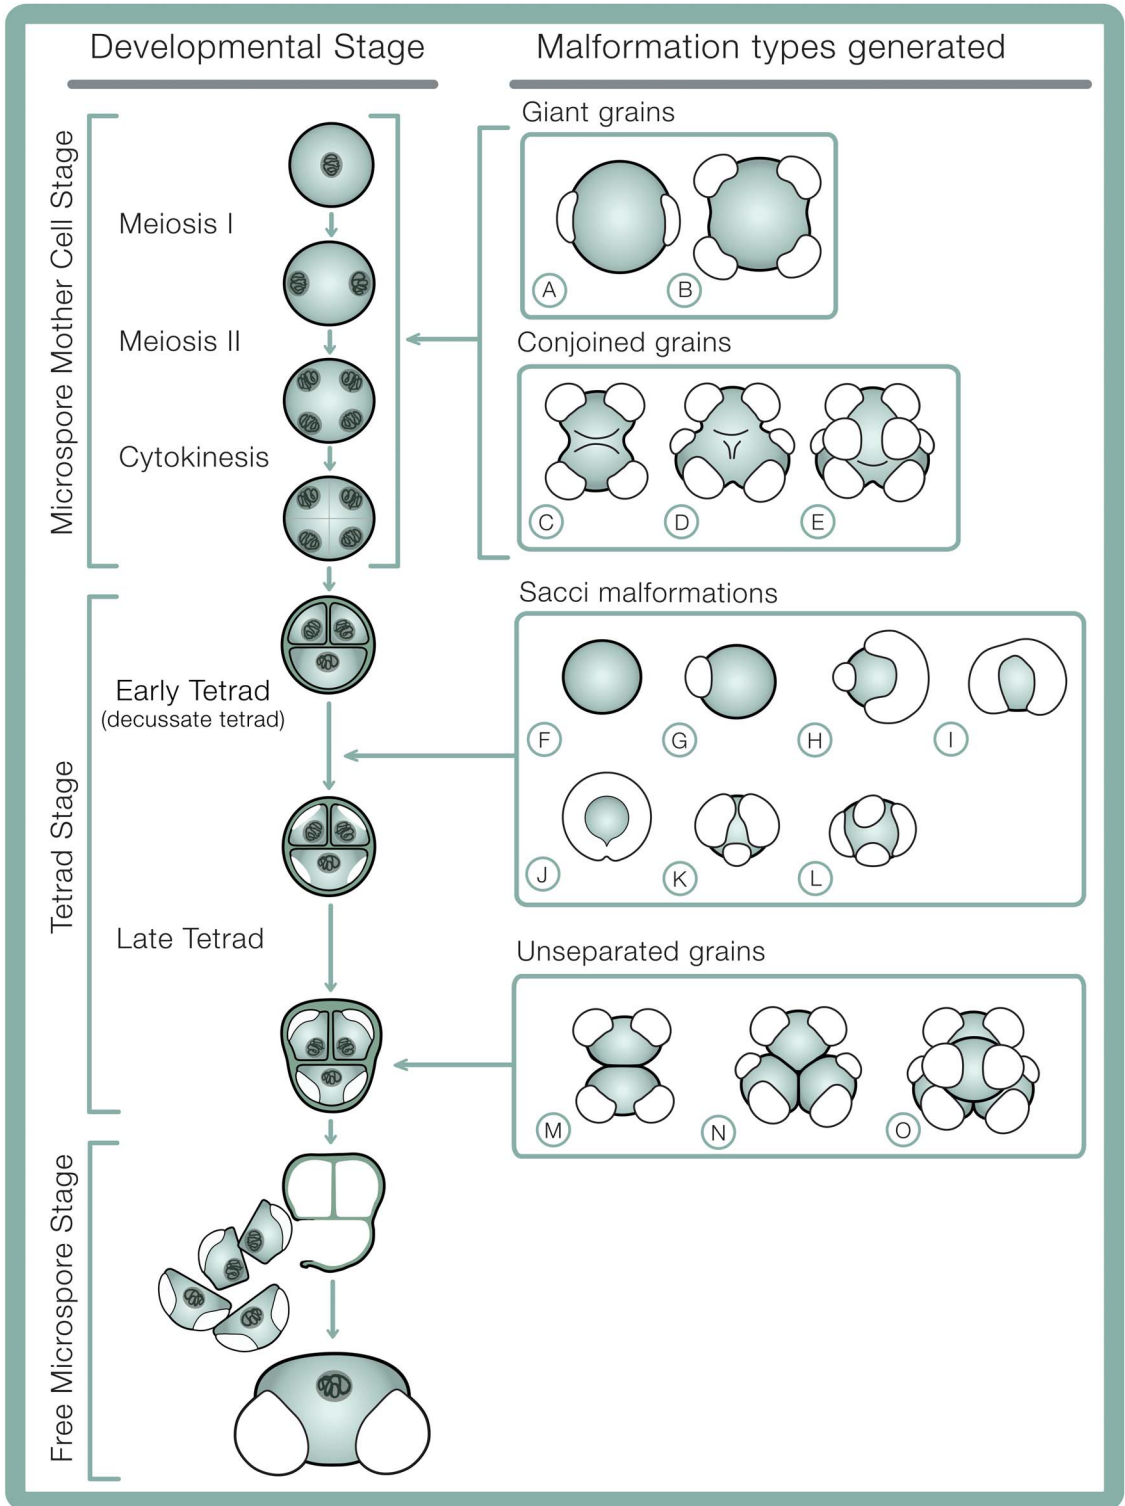 Developmental Stage
Malformation types generated
Microspore Mother Cell Stage
Meiosis I
Meiosis II
Cytokinesis
Giant grains
A
B
Conjoined grains
C
D
E
Tetrad Stage
Early Tetrad
(decussate tetrad)
Late Tetrad
Sacci malformations
F
G
H
I
J
K
L
Unseparated grains
M
N
O
Free Microspore Stage